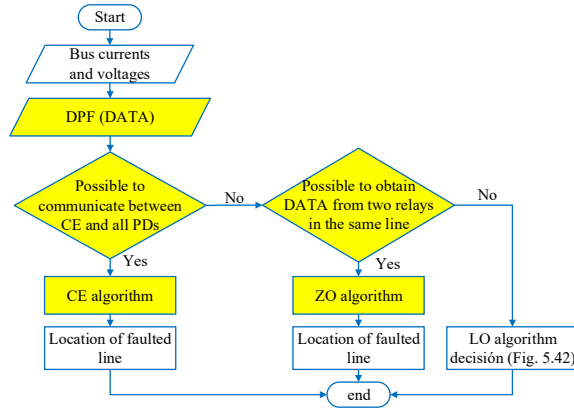 Start
Bus currents
and voltages
DPF (DATA)
Possible to
communicate between
CE and all PDs
No
Possible to obtain
DATA from two relays
in the same line
No
Yes
Yes
CE algorithm
ZO algorithm
Location of faulted
line
Location of faulted
line
LO algorithm
decisión (Fig. 5.42)
end